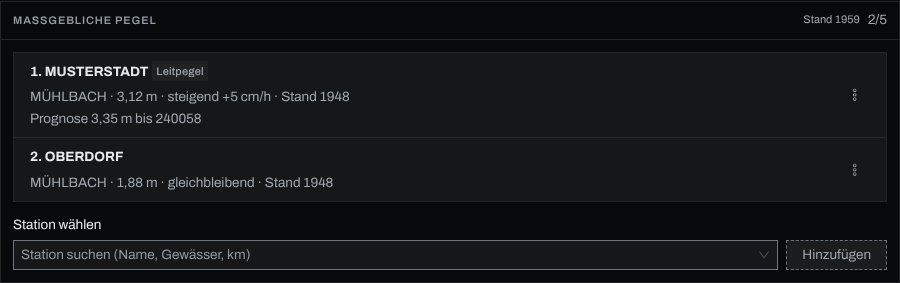 MASSGEBLICHE PEGEL
Stand 1959 2/5
1. MUSTERSTADT Leitpegel
MÜHLBACH · 3,12 m · steigend +5 cm/h · Stand 1948
Prognose 3,35 m bis 240058
2. OBERDORF
MÜHLBACH · 1,88 m · gleichbleibend · Stand 1948
Station wählen
Station suchen (Name, Gewässer, km)
Hinzufügen